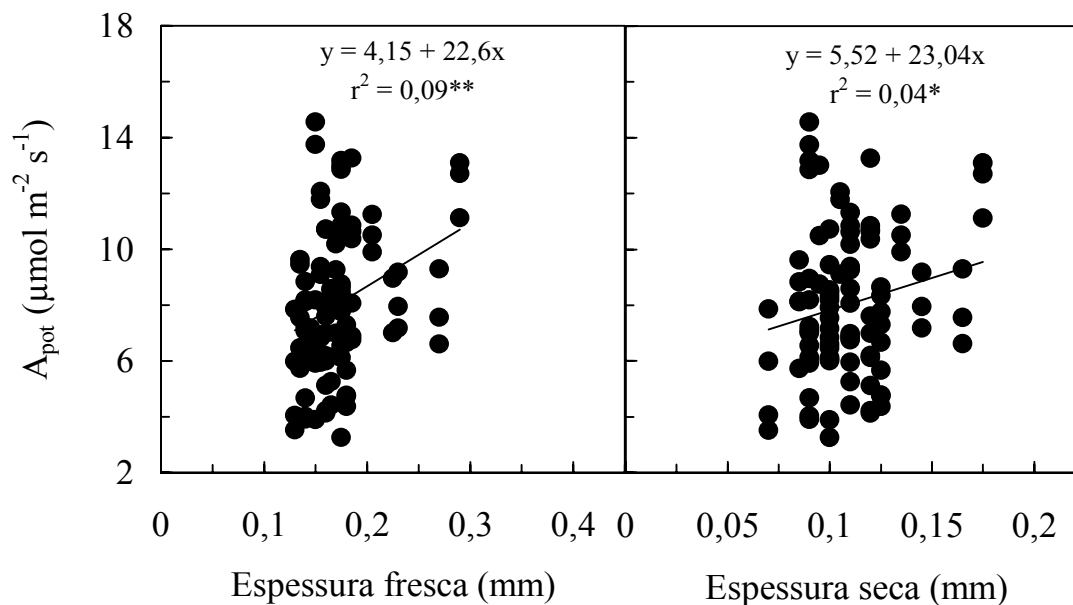 y = 4,15 + 22,6x
r² = 0,09**
y = 5,52 + 23,04x
r² = 0,04*
A_pot (µmol m⁻² s⁻¹)
18
14
10
6
2
0 0,1 0,2 0,3 0,4
0 0,05 0,1 0,15 0,2
Espessura fresca (mm)
Espessura seca (mm)